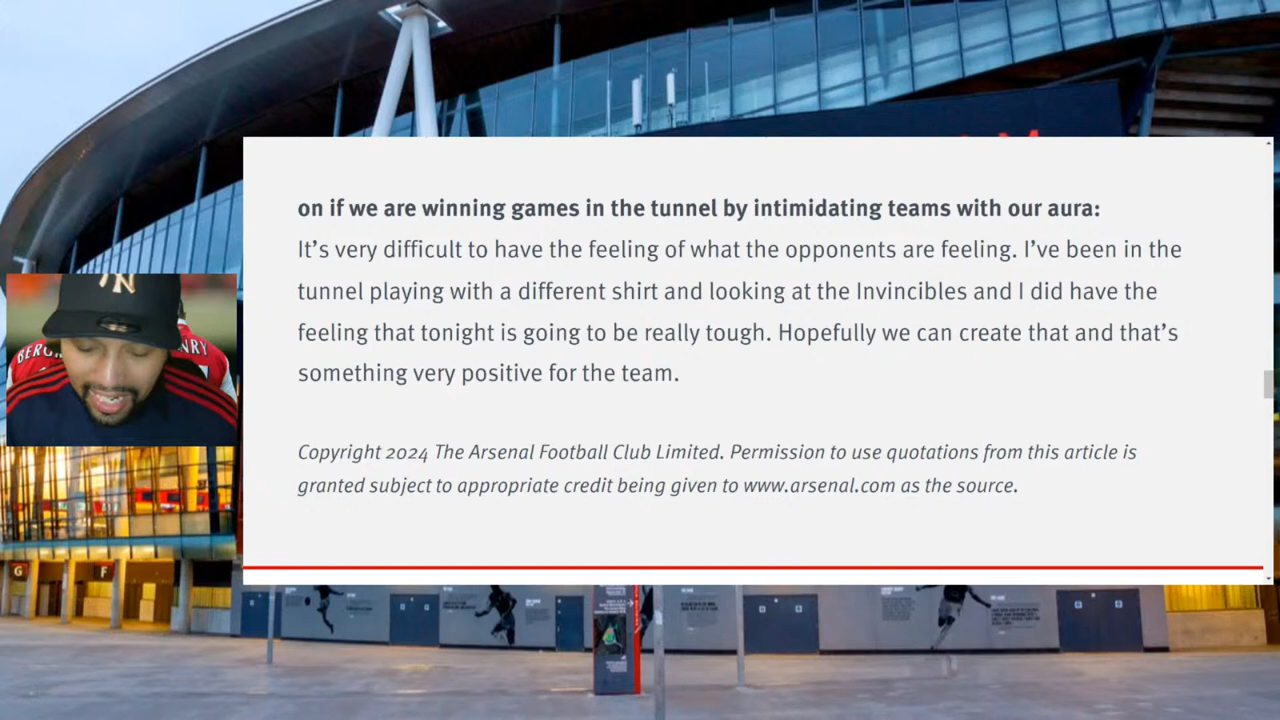 on if we are winning games in the tunnel by intimidating teams with our aura:
It's very difficult to have the feeling of what the opponents are feeling. I've been in the
tunnel playing with a different shirt and looking at the Invincibles and I did have the
feeling that tonight is going to be really tough. Hopefully we can create that and that's
something very positive for the team.
Copyright 2024 The Arsenal Football Club Limited. Permission to use quotations from this article is
granted subject to appropriate credit being given to www.arsenal.com as the source.
NY
G
F